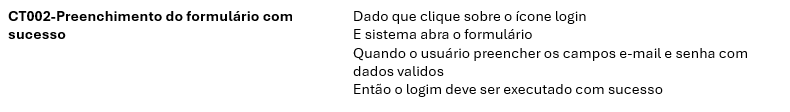 CT002-Preenchimento do formulário com
sucesso
Dado que clique sobre o ícone login
E sistema abra o formulário
Quando o usuário preencher os campos e-mail e senha com
dados validos
Então o logim deve ser executado com sucesso